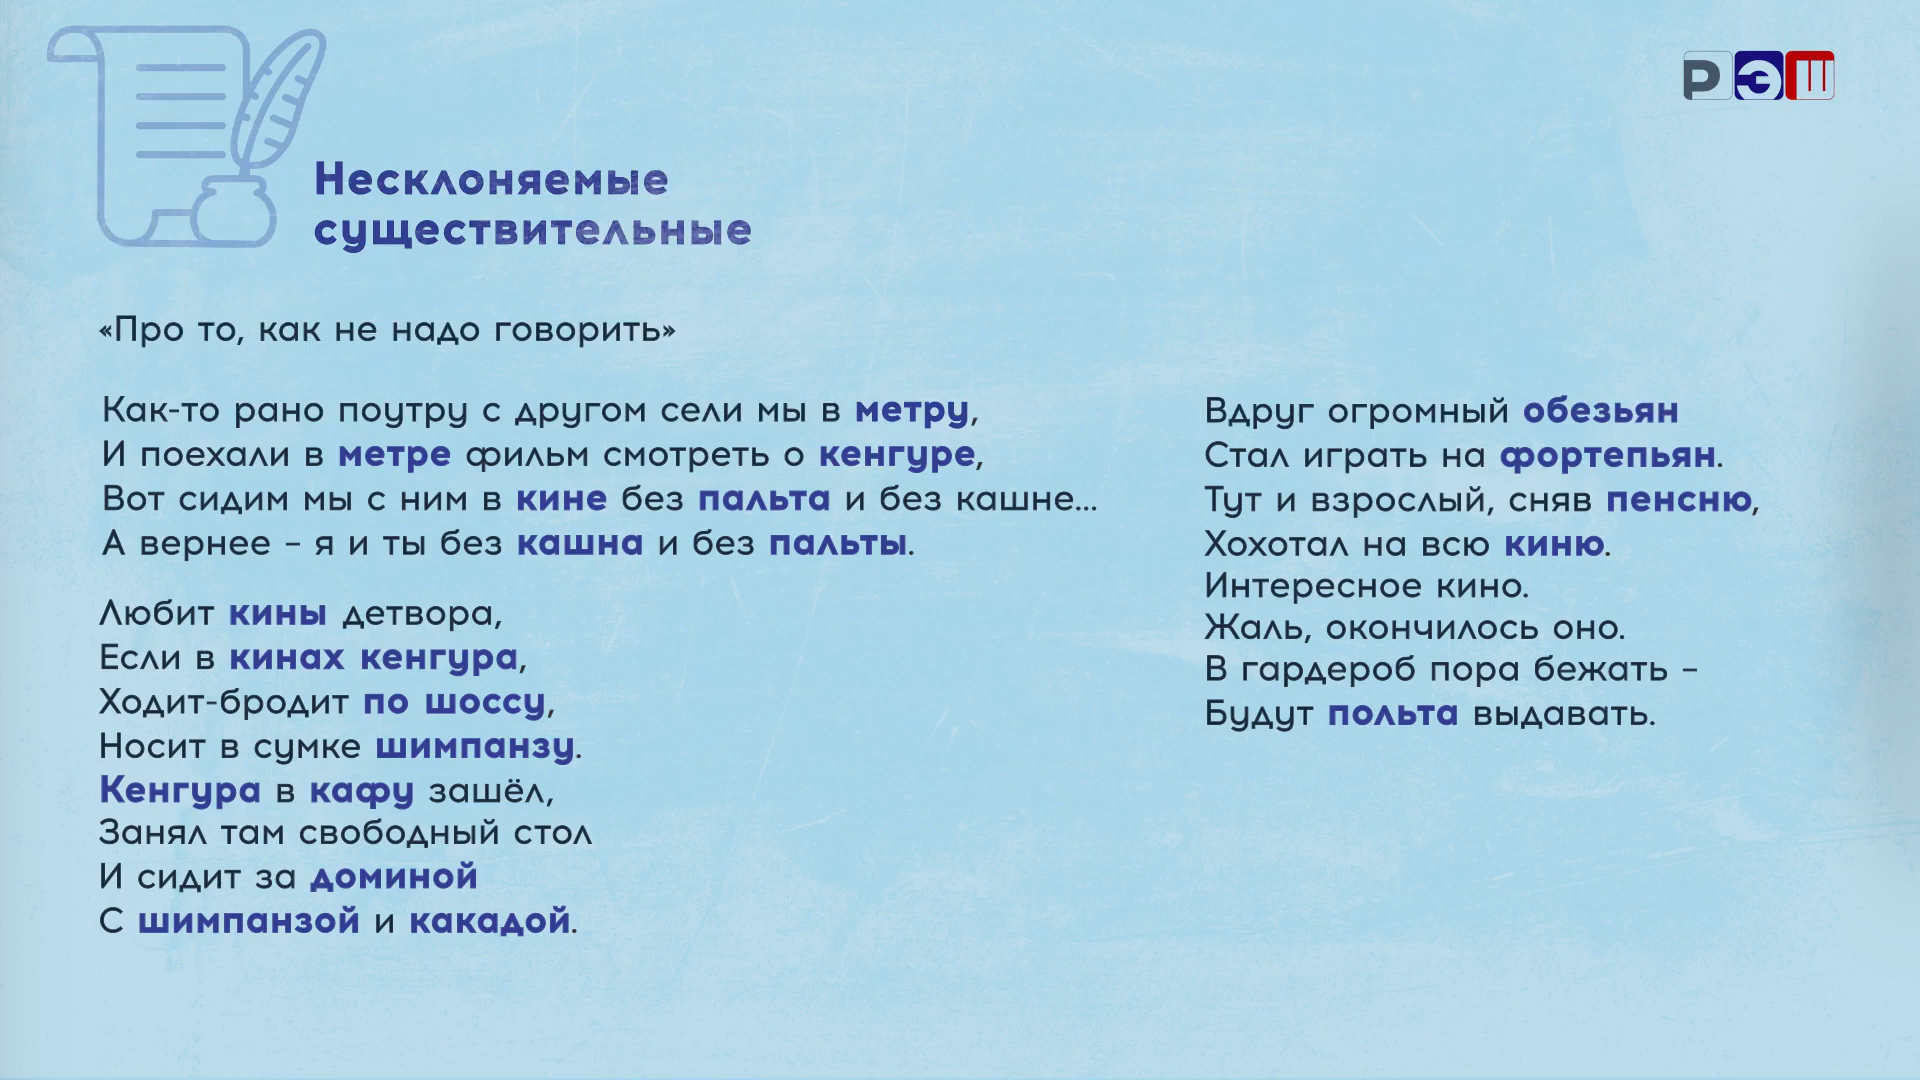 РЭШ
Несклоняемые
существительные
«Про то, как не надо говорить»
Как-то рано поутру с другом сели мы в метру,
И поехали в метре фильм смотреть о кенгуре,
Вот сидим мы с ним в кине без пальта и без кашне...
А вернее – я и ты без кашна и без пальты.
Любит кины детвора,
Если в кинах кенгура,
Ходит-бродит по шоссу,
Носит в сумке шимпанзу.
Кенгура в кафу зашёл,
Занял там свободный стол
И сидит за доминой
С шимпанзой и какадой.
Вдруг огромный обезьян
Стал играть на фортепьян.
Тут и взрослый, сняв пенсню,
Хохотал на всю киню.
Интересное кино.
Жаль, окончилось оно.
В гардероб пора бежать –
Будут польта выдавать.